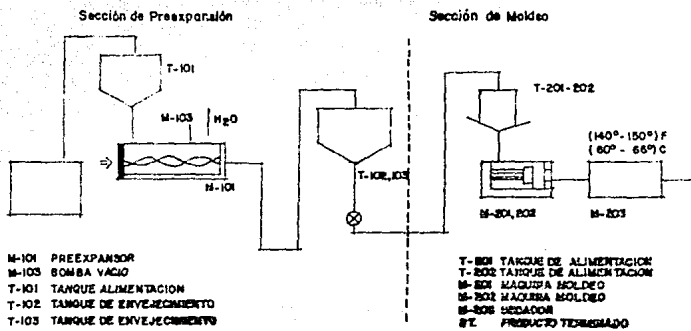 Sección de Preexpansión
Sección de Moldeo
T-101
M-103
H2O
M-101
T-102,103
T-201-202
(140°-150°) F
(60°- 66°) C
M-201,202
M-203
M-101 PREEXPANSOR
M-103 BOMBA VACIO
T-101 TANQUE ALIMENTACION
T-102 TANQUE DE ENVEJECIMIENTO
T-103 TANQUE DE ENVEJECIMIENTO
T-201 TANQUE DE ALIMENTACION
T-202 TANQUE DE ALIMENTACION
M-201 MAQUINA MOLDEO
M-202 MAQUINA MOLDEO
M-203 SECADOR
PRODUCTO TERMINADO